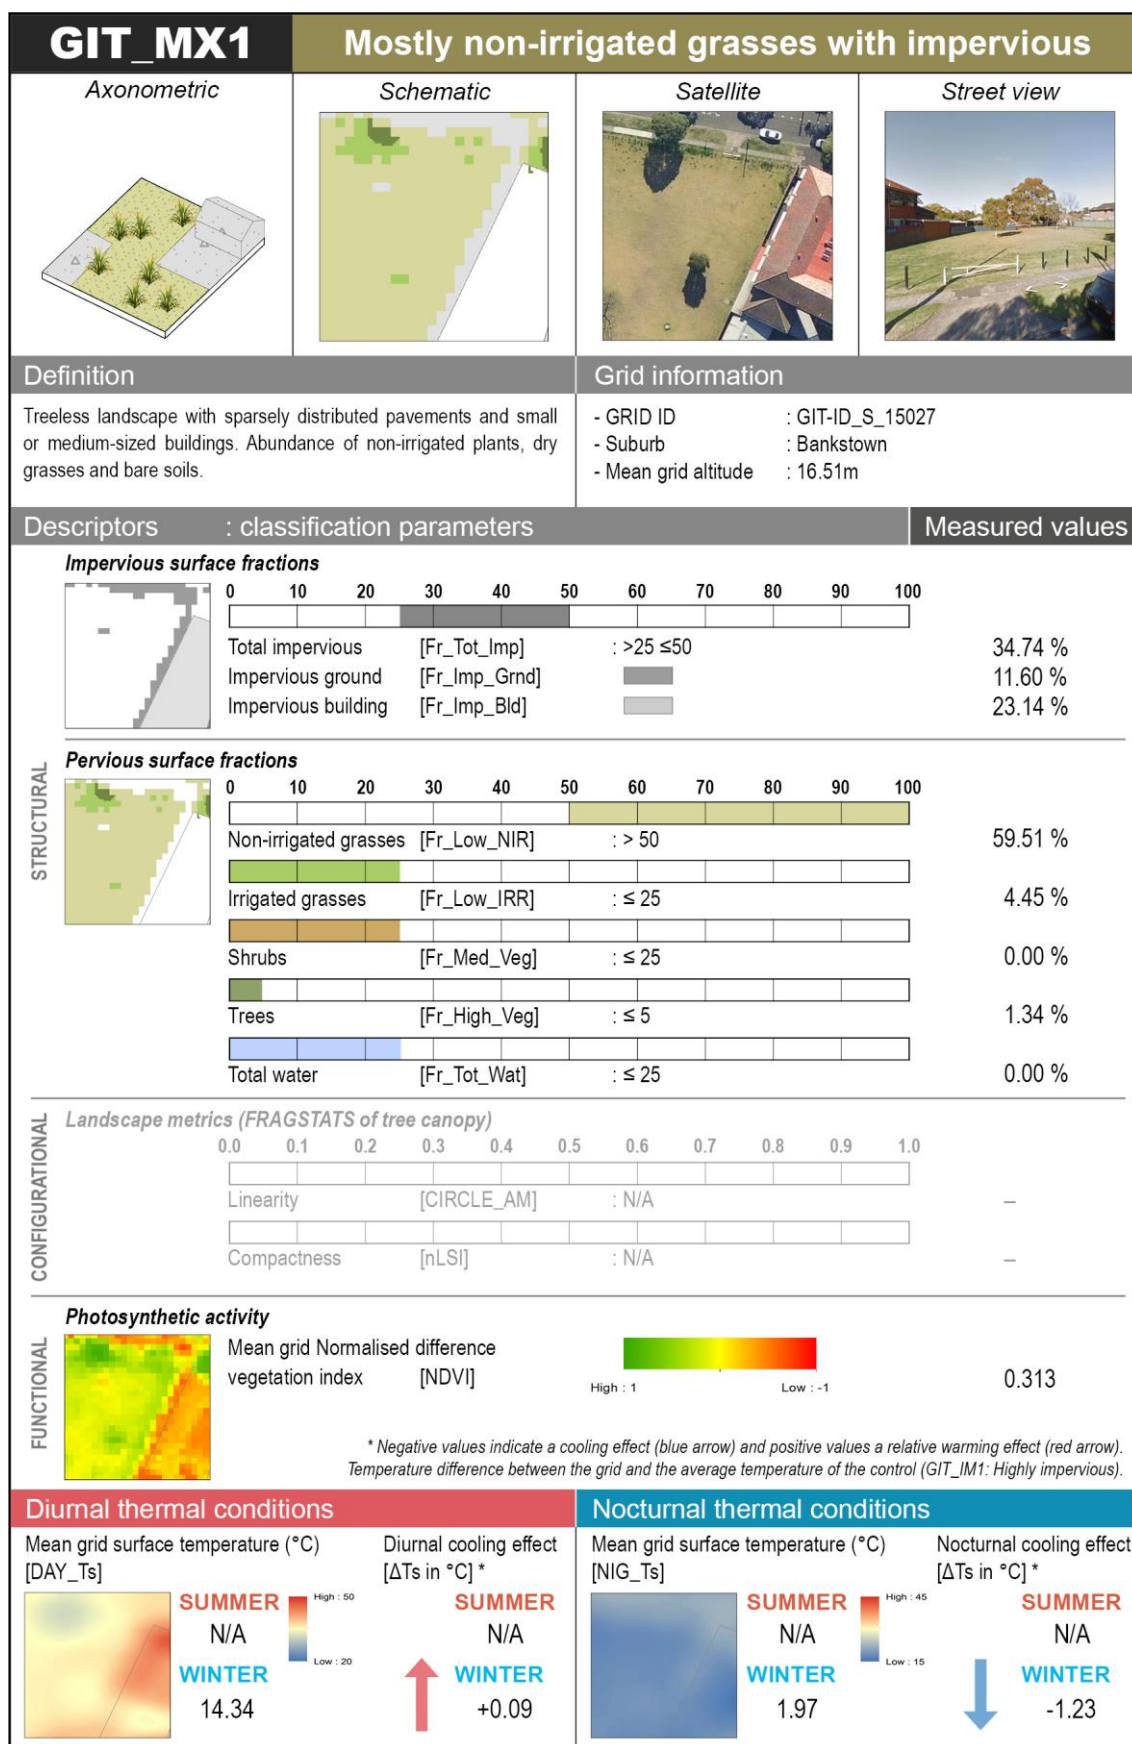 GIT_MX1
Mostly non-irrigated grasses with impervious
Axonometric
Schematic
Satellite
Street view
Definition
Treeless landscape with sparsely distributed pavements and small
or medium-sized buildings. Abundance of non-irrigated plants, dry
grasses and bare soils.
Grid information
- GRID ID : GIT-ID_S_15027
- Suburb : Bankstown
- Mean grid altitude : 16.51m
Descriptors : classification parameters
Measured values
STRUCTURAL
Impervious surface fractions
0 10 20 30 40 50 60 70 80 90 100
Total impervious [Fr_Tot_Imp] : >25 ≤50 34.74 %
Impervious ground [Fr_Imp_Grnd] 11.60 %
Impervious building [Fr_Imp_Bld] 23.14 %
Pervious surface fractions
0 10 20 30 40 50 60 70 80 90 100
Non-irrigated grasses [Fr_Low_NIR] : > 50 59.51 %
Irrigated grasses [Fr_Low_IRR] : ≤ 25 4.45 %
Shrubs [Fr_Med_Veg] : ≤ 25 0.00 %
Trees [Fr_High_Veg] : ≤ 5 1.34 %
Total water [Fr_Tot_Wat] : ≤ 25 0.00 %
CONFIGURATIONAL
Landscape metrics (FRAGSTATS of tree canopy)
0.0 0.1 0.2 0.3 0.4 0.5 0.6 0.7 0.8 0.9 1.0
Linearity [CIRCLE_AM] : N/A –
Compactness [nLSI] : N/A –
FUNCTIONAL
Photosynthetic activity
Mean grid Normalised difference
vegetation index [NDVI] 0.313
High : 1 Low : -1
* Negative values indicate a cooling effect (blue arrow) and positive values a relative warming effect (red arrow).
Temperature difference between the grid and the average temperature of the control (GIT_IM1: Highly impervious).
Diurnal thermal conditions
Mean grid surface temperature (°C)
[DAY_Ts]
SUMMER
N/A
WINTER
14.34
High : 50
Low : 20
Diurnal cooling effect
[ΔTs in °C] *
SUMMER
N/A
WINTER
+0.09
Nocturnal thermal conditions
Mean grid surface temperature (°C)
[NIG_Ts]
SUMMER
N/A
WINTER
1.97
High : 45
Low : 15
Nocturnal cooling effect
[ΔTs in °C] *
SUMMER
N/A
WINTER
-1.23